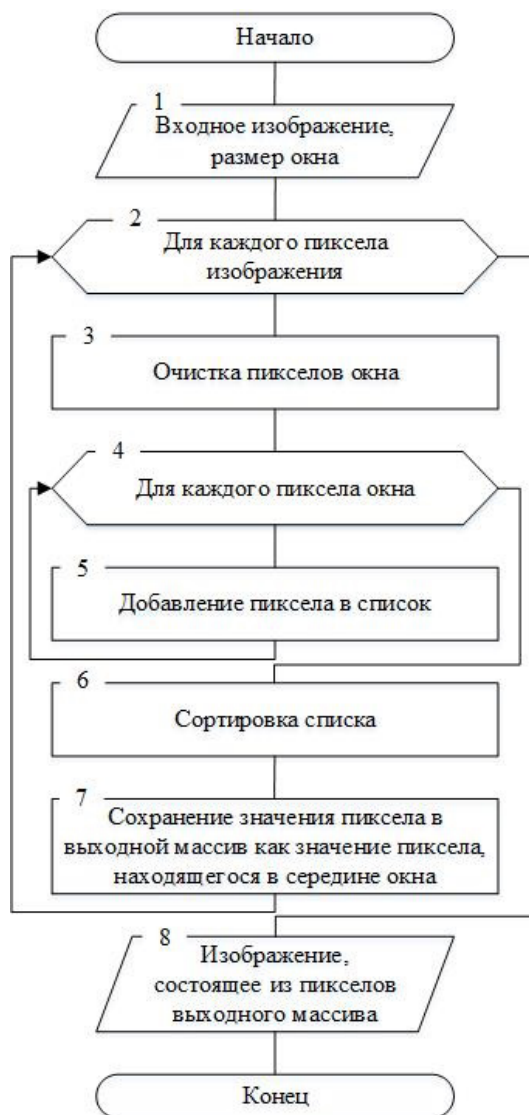 Начало
1
Входное изображение,
размер окна
2
Для каждого пиксела
изображения
3
Очистка пикселов окна
4
Для каждого пиксела окна
5
Добавление пиксела в список
6
Сортировка списка
7
Сохранение значения пиксела в
выходной массив как значение пиксела,
находящегося в середине окна
8
Изображение,
состоящее из пикселов
выходного массива
Конец